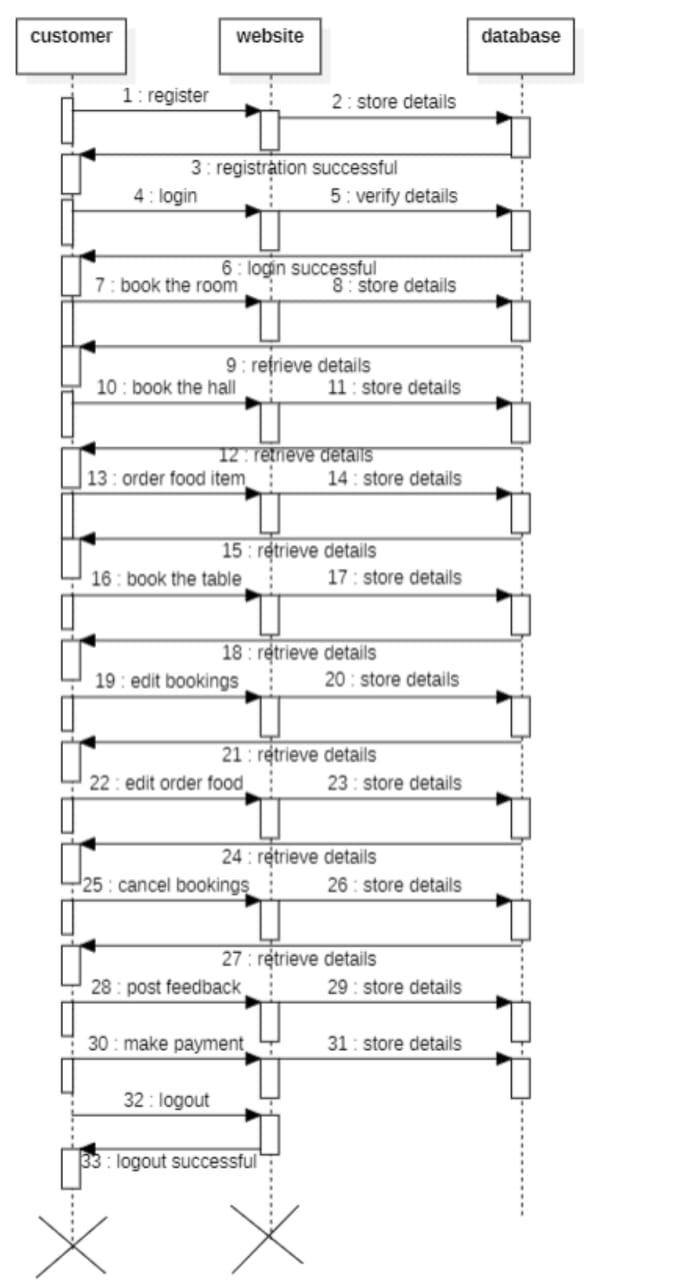 customer
website
database
1 : register
2 : store details
3 : registration successful
4 : login
5 : verify details
6 : login successful
7 : book the room
8 : store details
9 : retrieve details
10 : book the hall
11 : store details
12 : retrieve details
13 : order food item
14 : store details
15 : retrieve details
16 : book the table
17 : store details
18 : retrieve details
19 : edit bookings
20 : store details
21 : retrieve details
22 : edit order food
23 : store details
24 : retrieve details
25 : cancel bookings
26 : store details
27 : retrieve details
28 : post feedback
29 : store details
30 : make payment
31 : store details
32 : logout
33 : logout successful